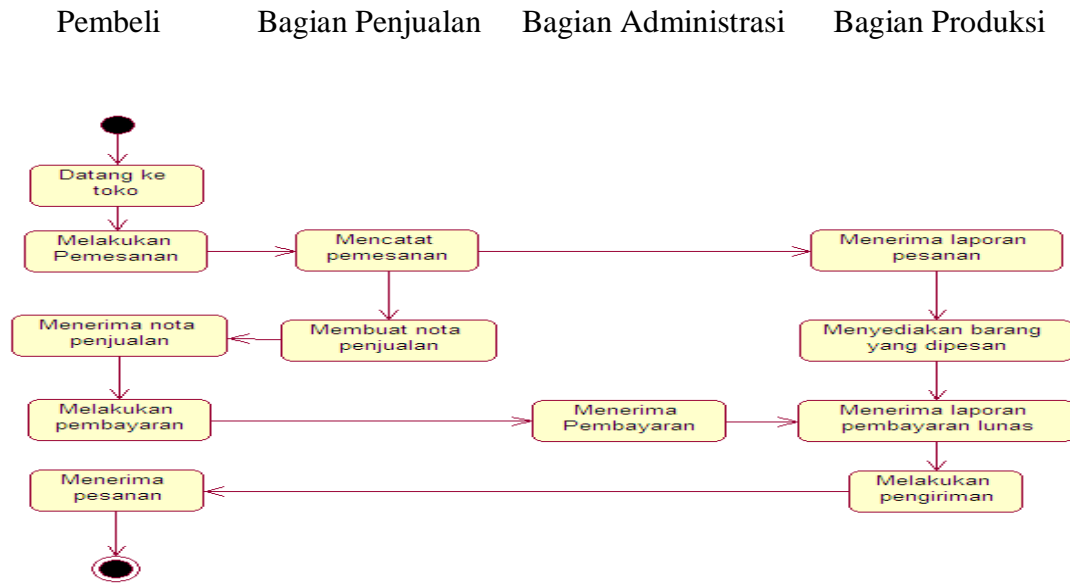 Pembeli Bagian Penjualan Bagian Administrasi Bagian Produksi
Datang ke
toko
Melakukan
Pemesanan
Mencatat
pemesanan
Menerima laporan
pesanan
Menerima nota
penjualan
Membuat nota
penjualan
Menyediakan barang
yang dipesan
Melakukan
pembayaran
Menerima
Pembayaran
Menerima laporan
pembayaran lunas
Menerima
pesanan
Melakukan
pengiriman